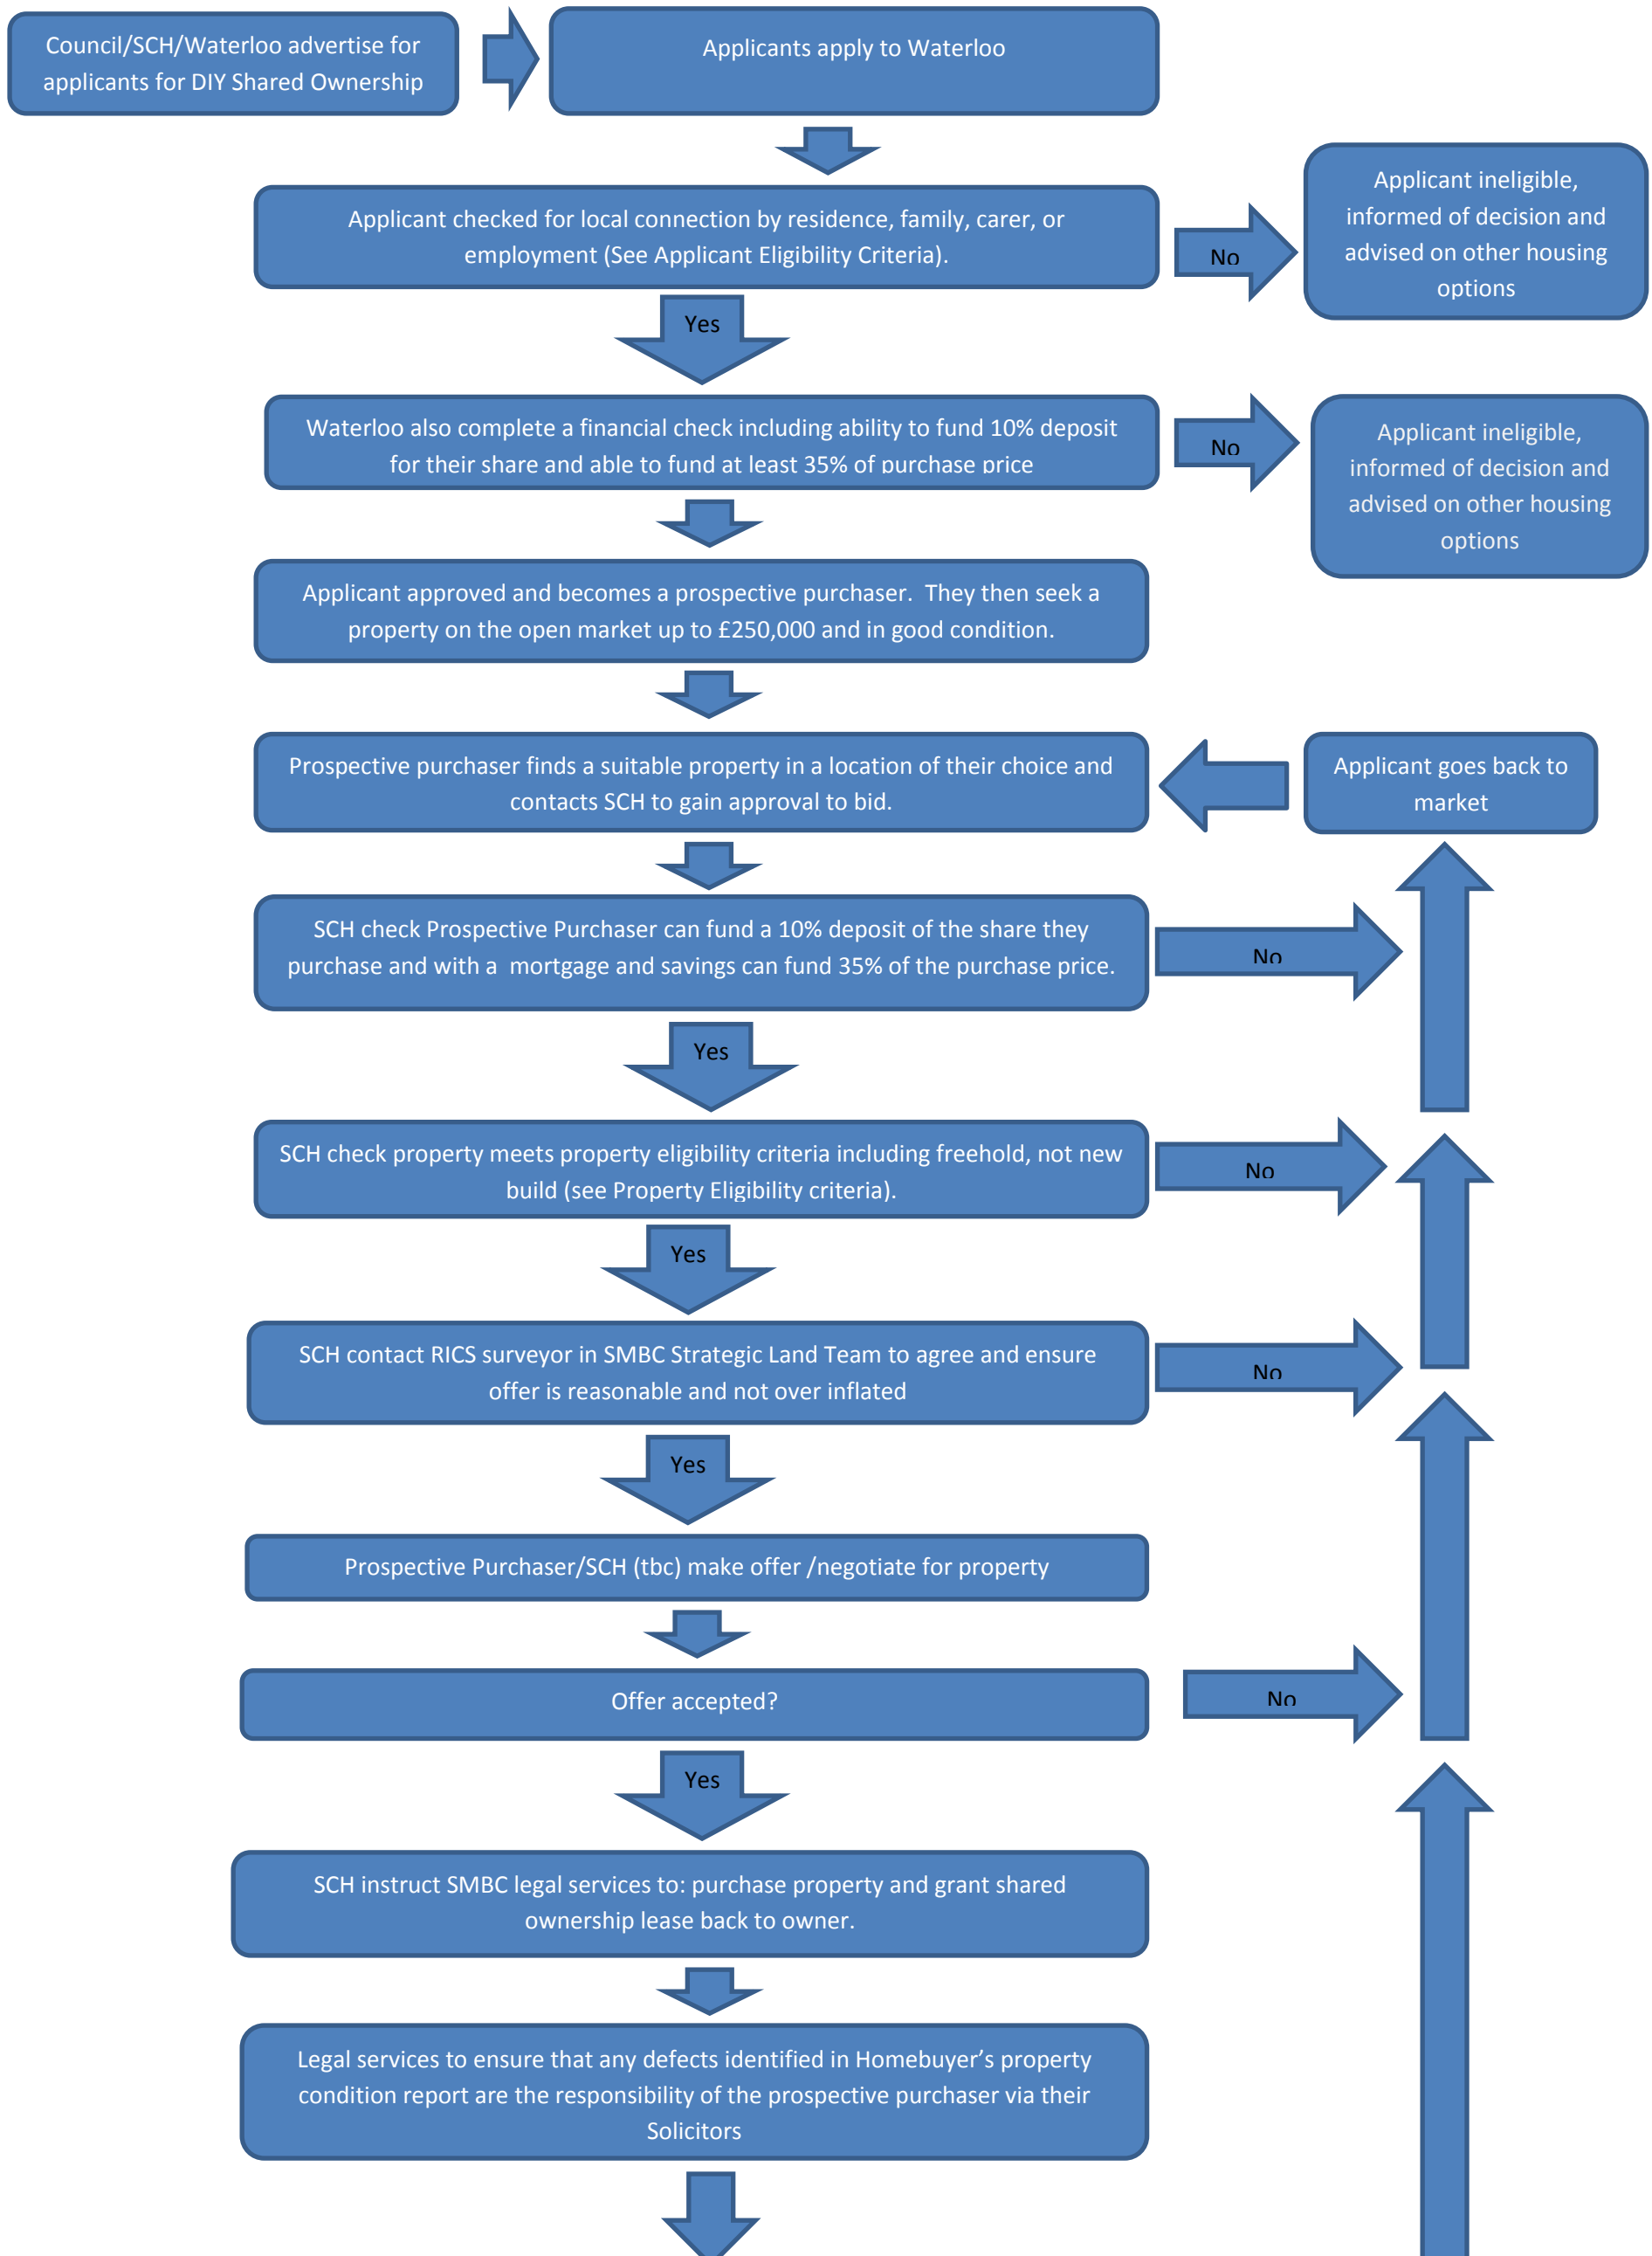 Council/SCH/Waterloo advertise for
applicants for DIY Shared Ownership
Applicants apply to Waterloo
Applicant checked for local connection by residence, family, carer, or
employment (See Applicant Eligibility Criteria).
No
Applicant ineligible,
informed of decision and
advised on other housing
options
Yes
Waterloo also complete a financial check including ability to fund 10% deposit
for their share and able to fund at least 35% of purchase price
No
Applicant ineligible,
informed of decision and
advised on other housing
options
Applicant approved and becomes a prospective purchaser. They then seek a
property on the open market up to £250,000 and in good condition.
Prospective purchaser finds a suitable property in a location of their choice and
contacts SCH to gain approval to bid.
Applicant goes back to
market
SCH check Prospective Purchaser can fund a 10% deposit of the share they
purchase and with a mortgage and savings can fund 35% of the purchase price.
No
Yes
SCH check property meets property eligibility criteria including freehold, not new
build (see Property Eligibility criteria).
No
Yes
SCH contact RICS surveyor in SMBC Strategic Land Team to agree and ensure
offer is reasonable and not over inflated
No
Yes
Prospective Purchaser/SCH (tbc) make offer /negotiate for property
Offer accepted?
No
Yes
SCH instruct SMBC legal services to: purchase property and grant shared
ownership lease back to owner.
Legal services to ensure that any defects identified in Homebuyer's property
condition report are the responsibility of the prospective purchaser via their
Solicitors